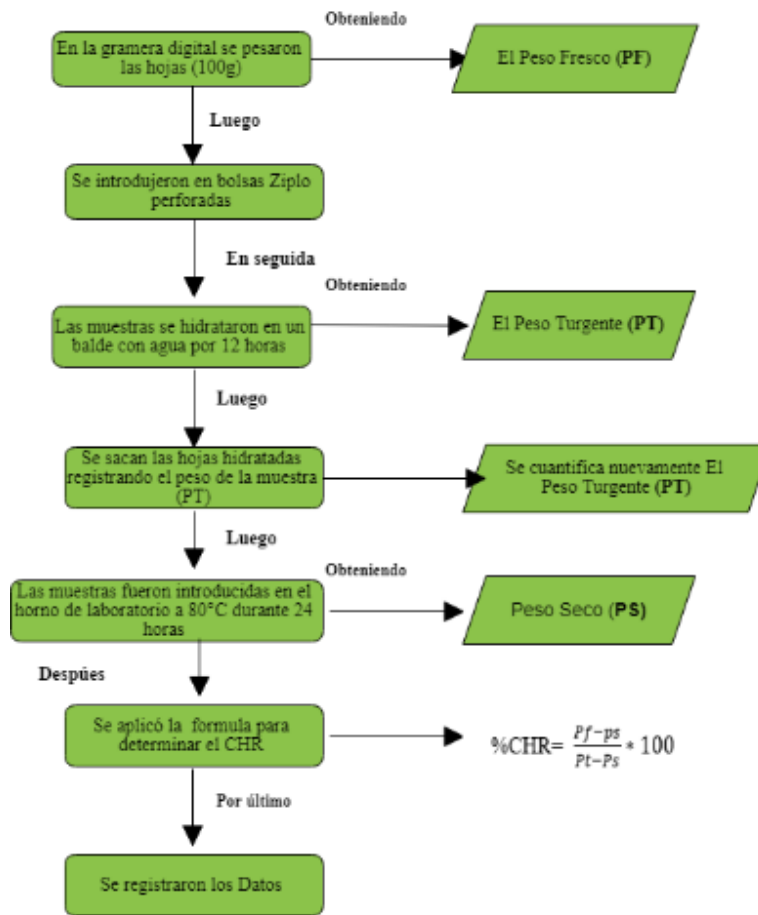 Obteniendo
En la gramera digital se pesaron
las hojas (100g)
El Peso Fresco (PF)
Luego
Se introdujeron en bolsas Ziplo
perforadas
En seguida
Obteniendo
Las muestras se hidrataron en un
balde con agua por 12 horas
El Peso Turgente (PT)
Luego
Se sacan las hojas hidratadas
registrando el peso de la muestra
(PT)
Se cuantifica nuevamente El
Peso Turgente (PT)
Luego
Obteniendo
Las muestras fueron introducidas en el
horno de laboratorio a 80°C durante 24
horas
Peso Seco (PS)
Despúes
Se aplicó la formula para
determinar el CHR
%CHR= Pf-ps / Pt-Ps * 100
Por último
Se registraron los Datos